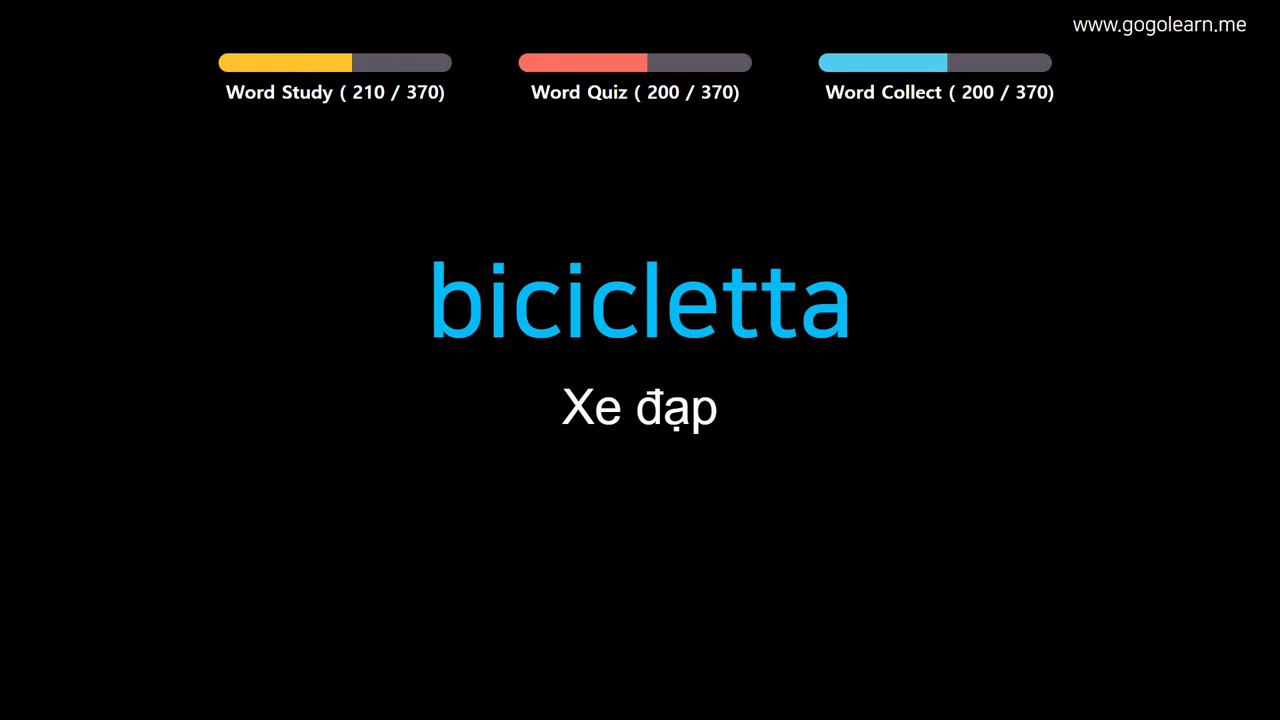 www.gogolearn.me
Word Study ( 210 / 370)
Word Quiz ( 200 / 370)
Word Collect ( 200 / 370)
bicicletta
Xe đạp